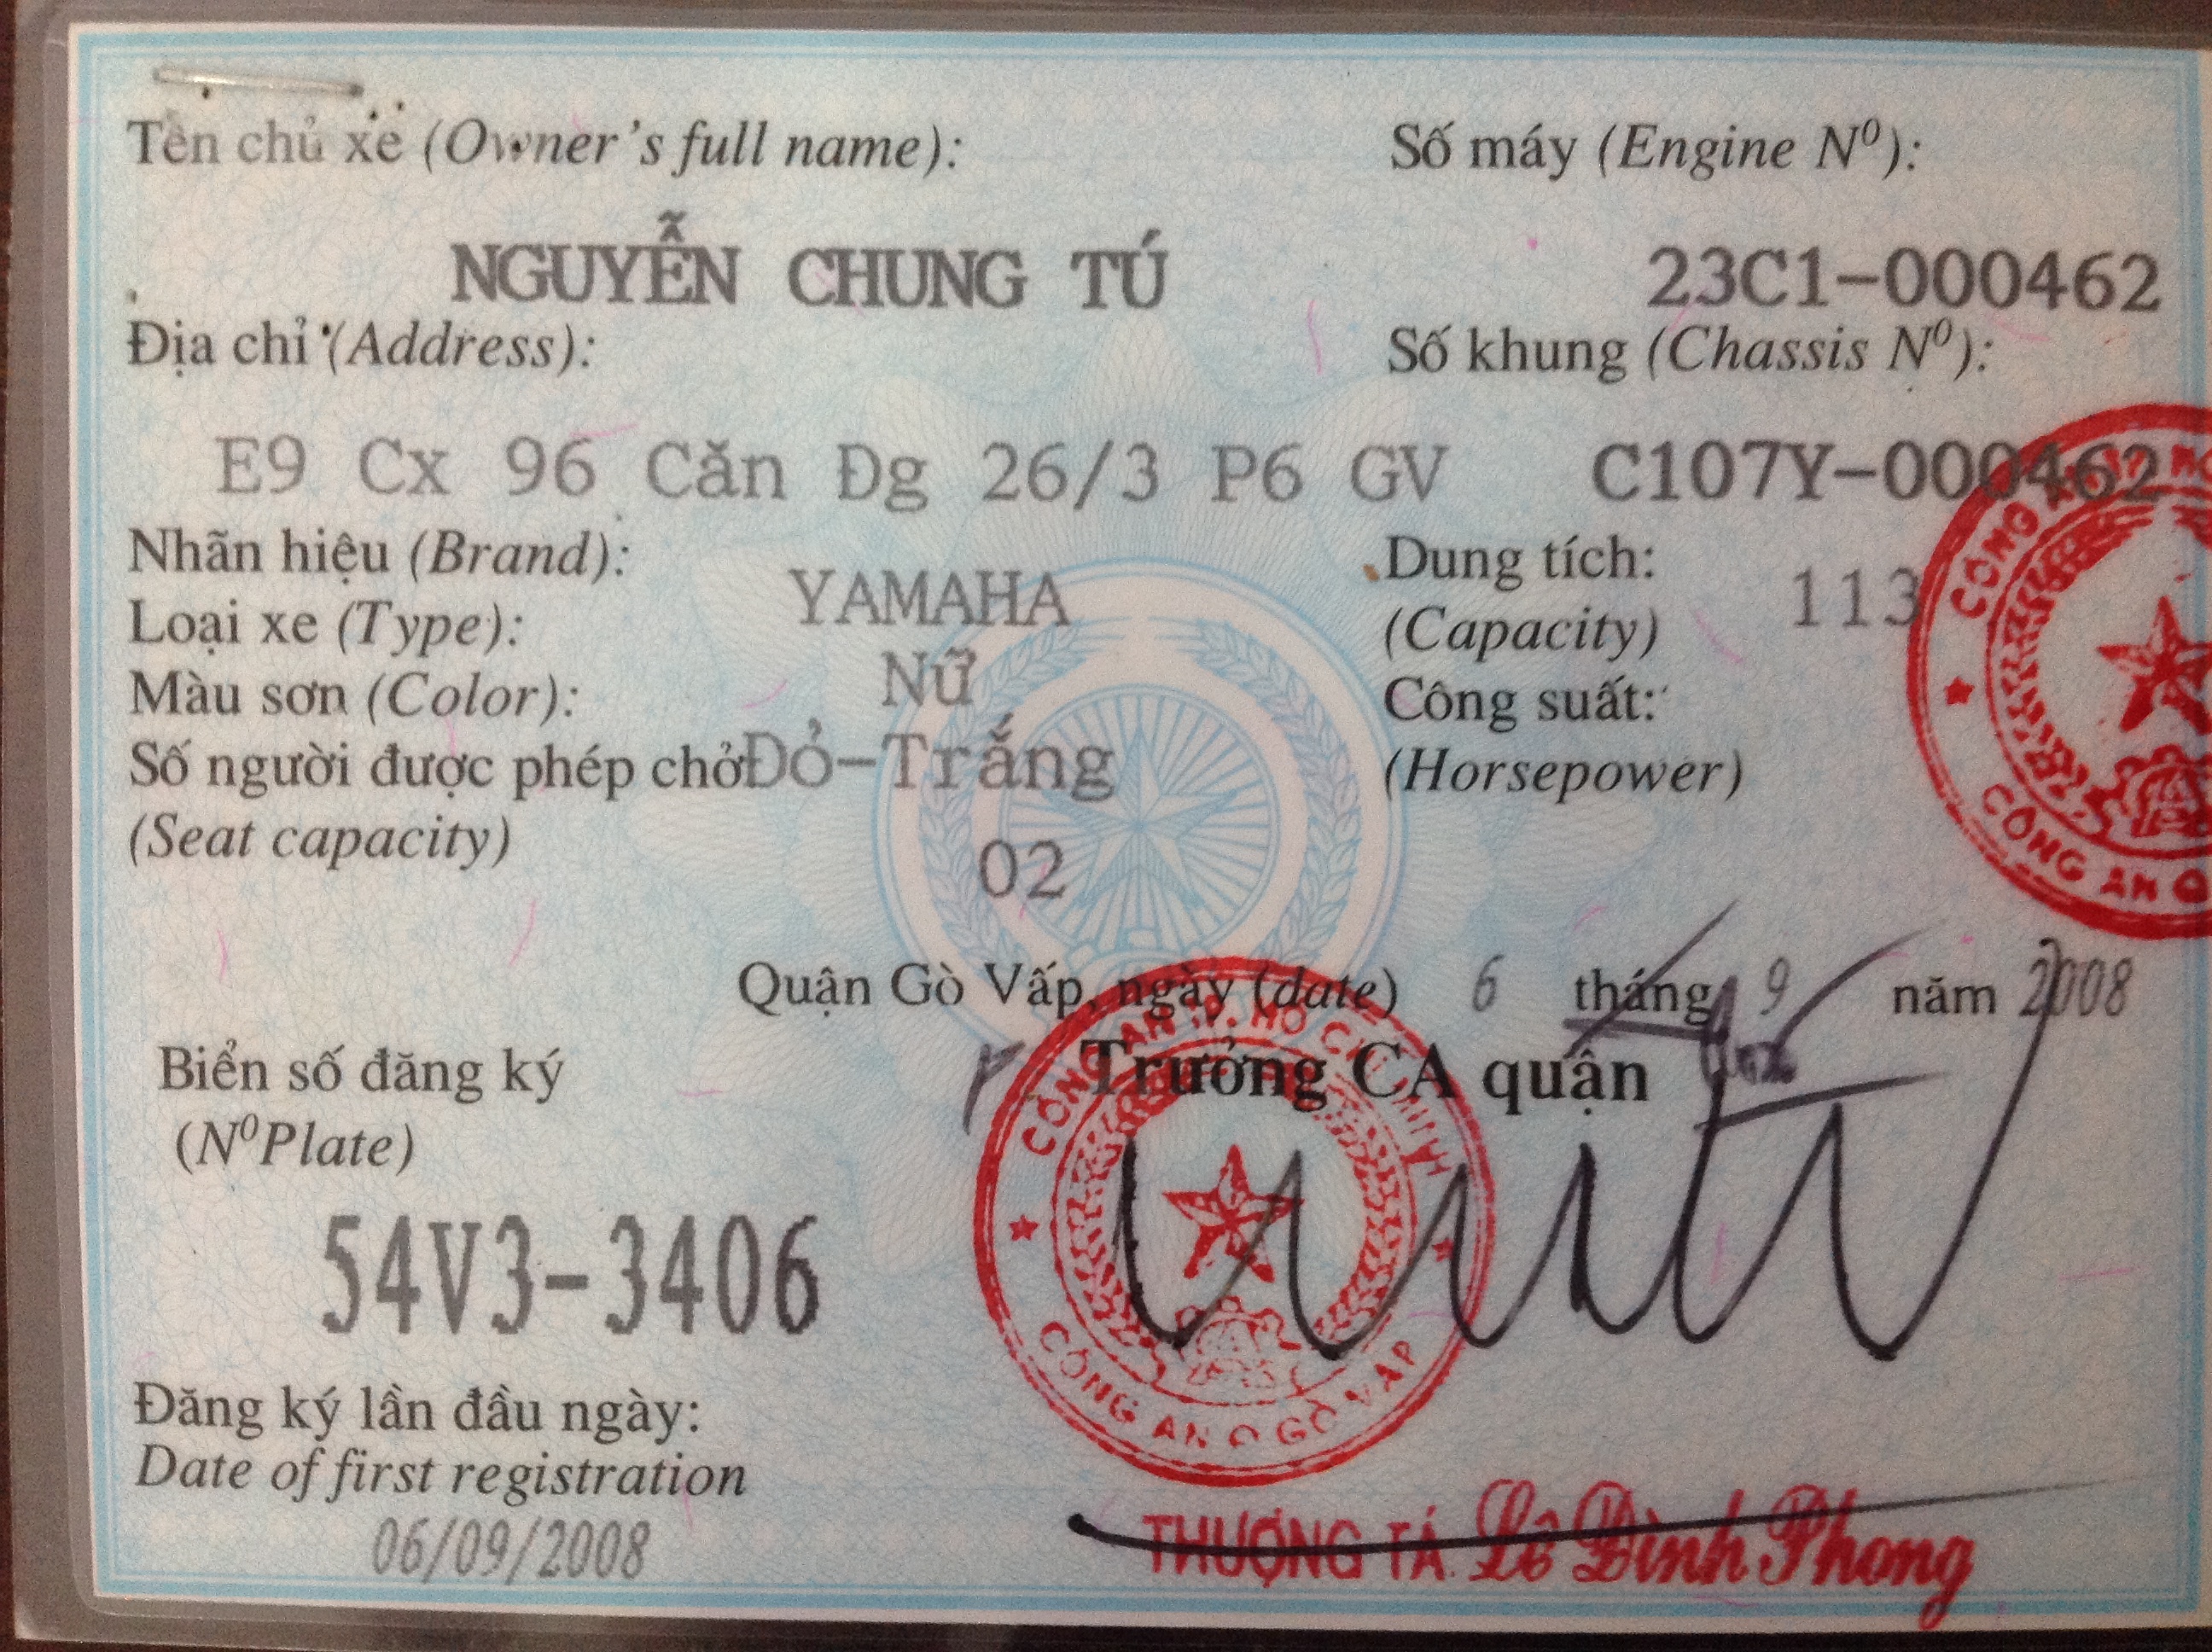 Tên chủ xe (Owner's full name):
NGUYỄN CHUNG TÚ
Địa chỉ (Address):
E9 Cx 96 Căn Đg 26/3 P6 GV
Nhãn hiệu (Brand):
YAMAHA
Loại xe (Type):
Nữ
Màu sơn (Color):
Đỏ-Trắng
Số người được phép chở
(Seat capacity)
02
Số máy (Engine Nº):
23C1-000462
Số khung (Chassis Nº):
C107Y-000462
Dung tích:
(Capacity)
113
Công suất:
(Horsepower)
CÔNG AN
CÔNG AN Q
Quận Gò Vấp, ngày (date) 6 tháng 9 năm 2008
Trưởng CA quận
CÔNG AN TP. HỒ CHÍ MINH
CÔNG AN Q GÒ VẤP
THƯỢNG TÁ Lê Đình Phong
Biển số đăng ký
(Nº Plate)
54V3-3406
Đăng ký lần đầu ngày:
Date of first registration
06/09/2008